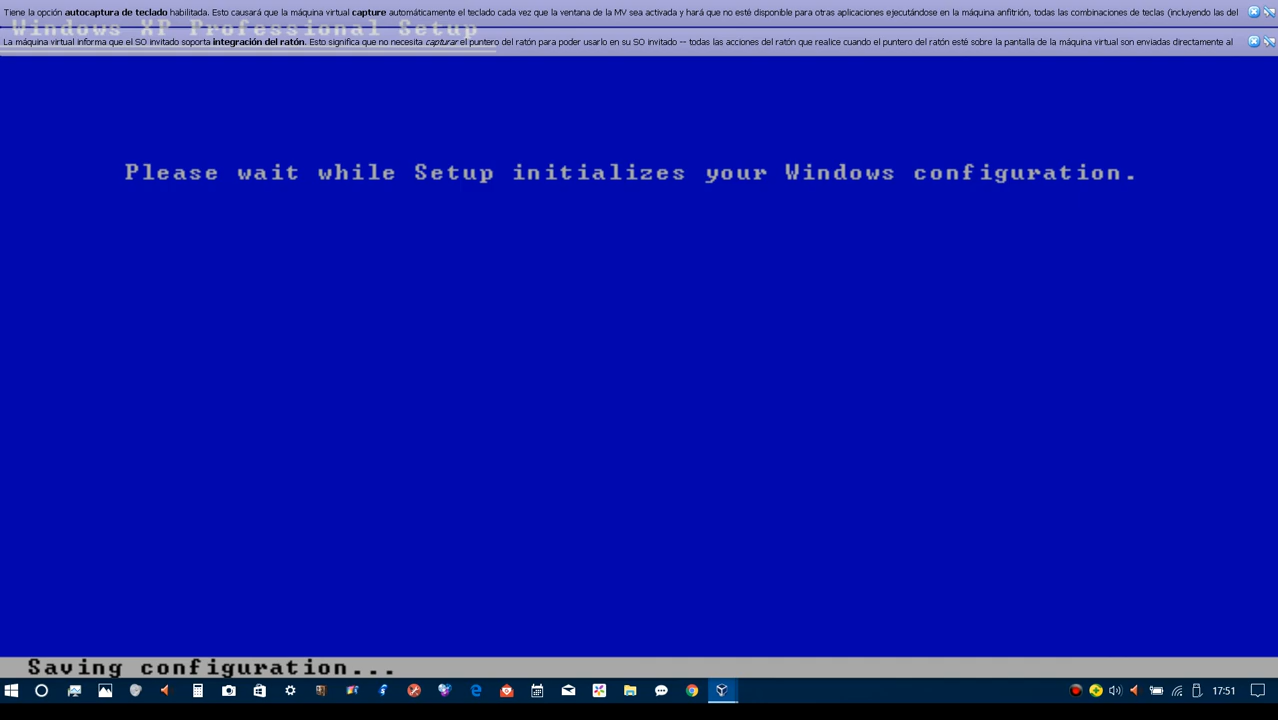 Tiene la opción autocaptura de teclado habilitada. Esto causará que la máquina virtual capture automáticamente el teclado cada vez que la ventana de la MV sea activada y hará que no esté disponible para otras aplicaciones ejecutándose en la máquina anfitrión, todas las combinaciones de teclas (incluyendo las del
Windows XP Professional Setup
La máquina virtual informa que el SO invitado soporta integración del ratón. Esto significa que no necesita capturar el puntero del ratón para poder usarlo en su SO invitado -- todas las acciones del ratón que realice cuando el puntero del ratón esté sobre la pantalla de la máquina virtual son enviadas directamente al
Please wait while Setup initializes your Windows configuration.
Saving configuration...
17:51